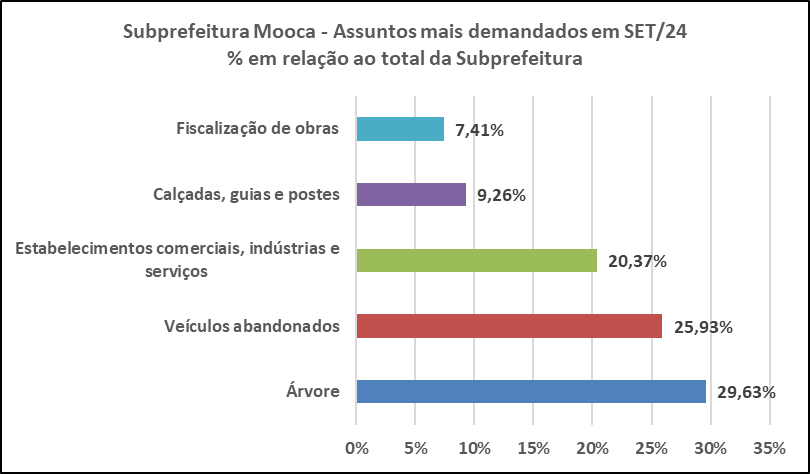 Subprefeitura Mooca - Assuntos mais demandados em SET/24
% em relação ao total da Subprefeitura
Fiscalização de obras
7,41%
Calçadas, guias e postes
9,26%
Estabelecimentos comerciais, indústrias e
serviços
20,37%
Veículos abandonados
25,93%
Árvore
29,63%
0% 5% 10% 15% 20% 25% 30% 35%